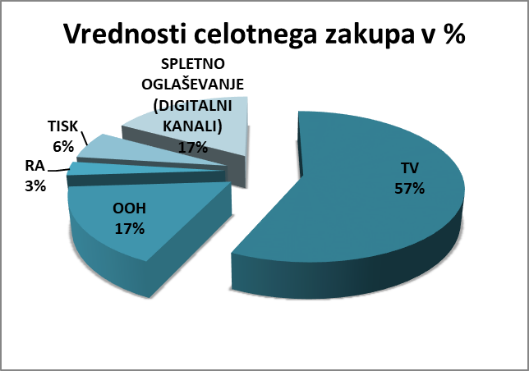 Vrednosti celotnega zakupa v %
SPLETNO
OGLAŠEVANJE
(DIGITALNI
KANALI)
17%
TISK
6%
RA
3%
OOH
17%
TV
57%